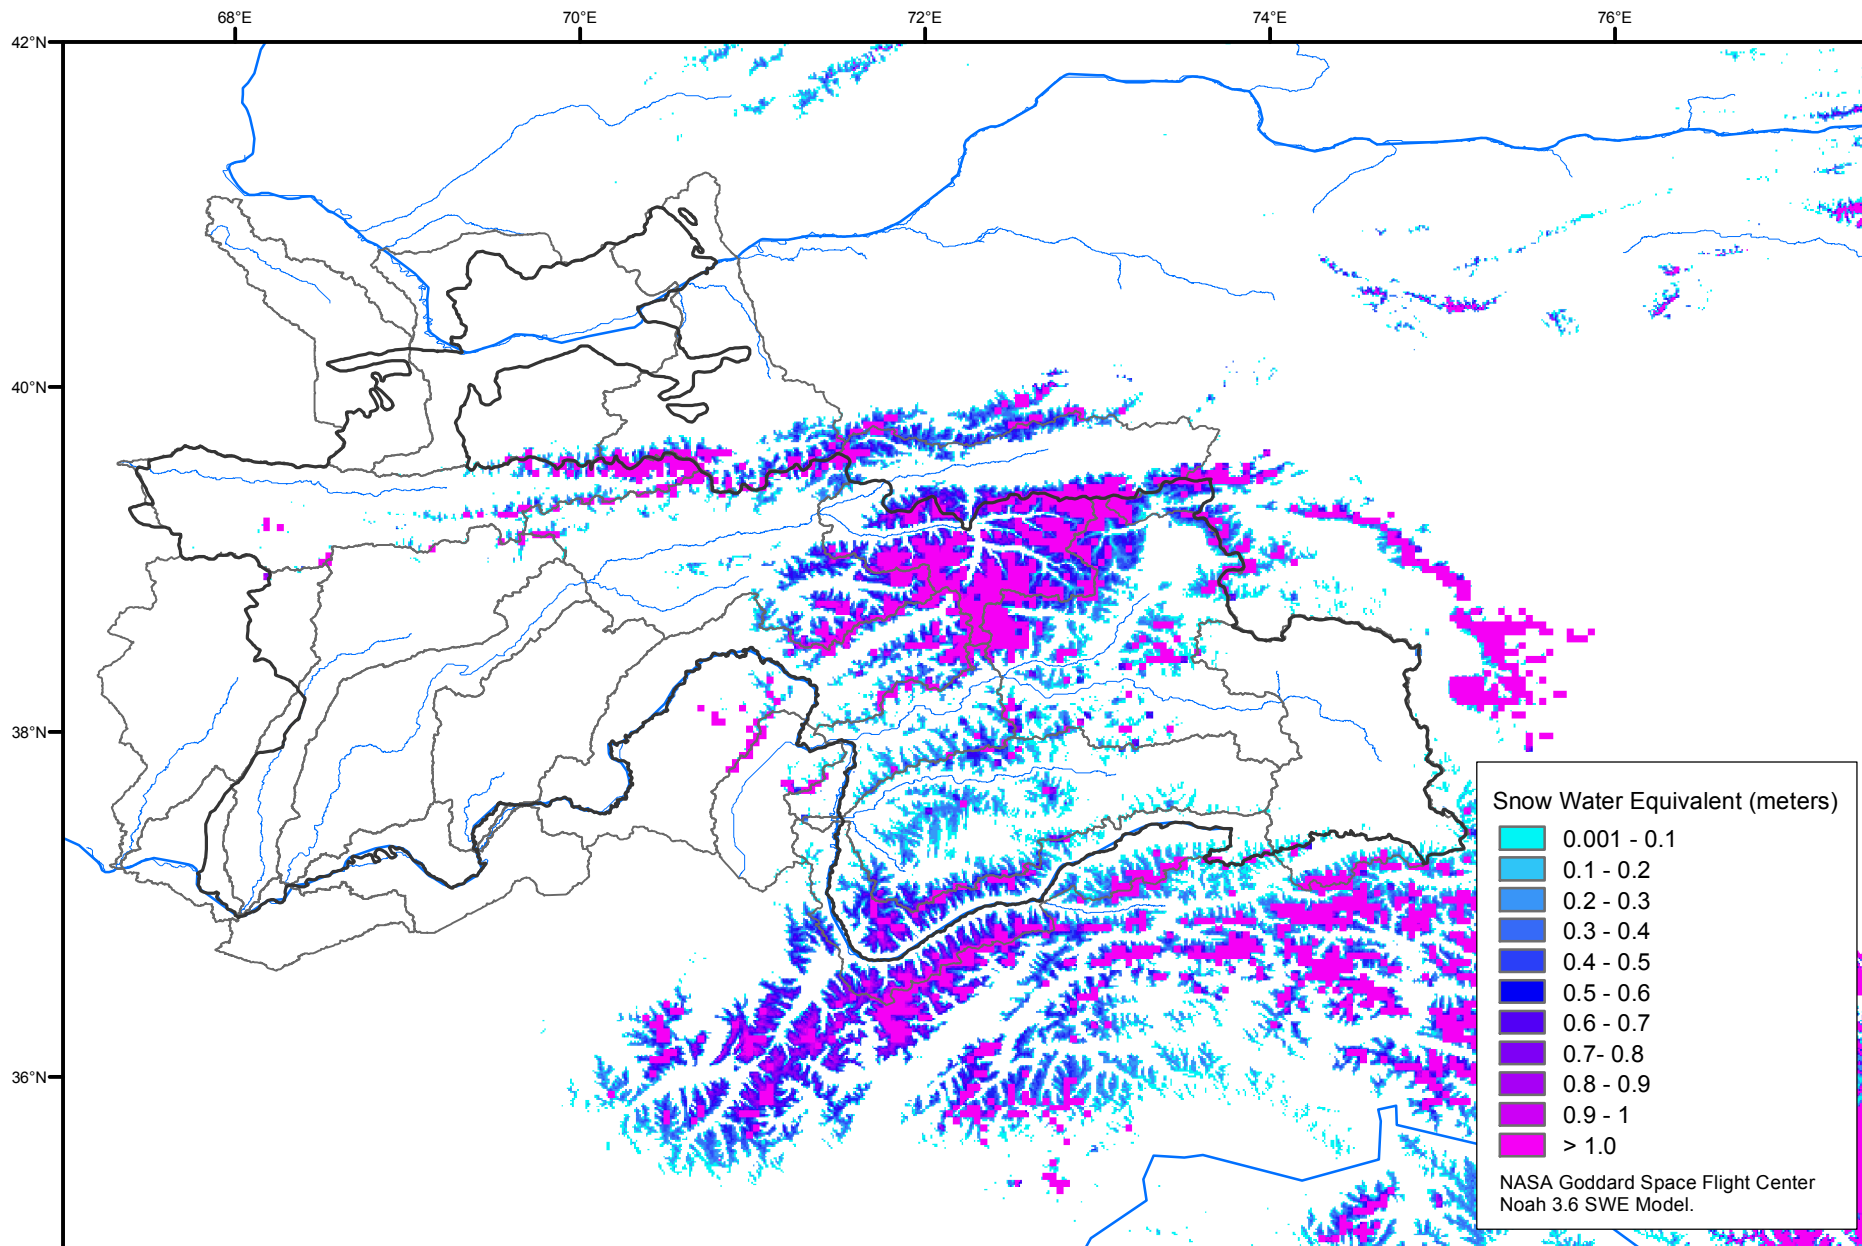 68°E
70°E
72°E
74°E
76°E
42°N
40°N
38°N
36°N
Snow Water Equivalent (meters)
0.001 - 0.1
0.1 - 0.2
0.2 - 0.3
0.3 - 0.4
0.4 - 0.5
0.5 - 0.6
0.6 - 0.7
0.7- 0.8
0.8 - 0.9
0.9 - 1
> 1.0
NASA Goddard Space Flight Center
Noah 3.6 SWE Model.